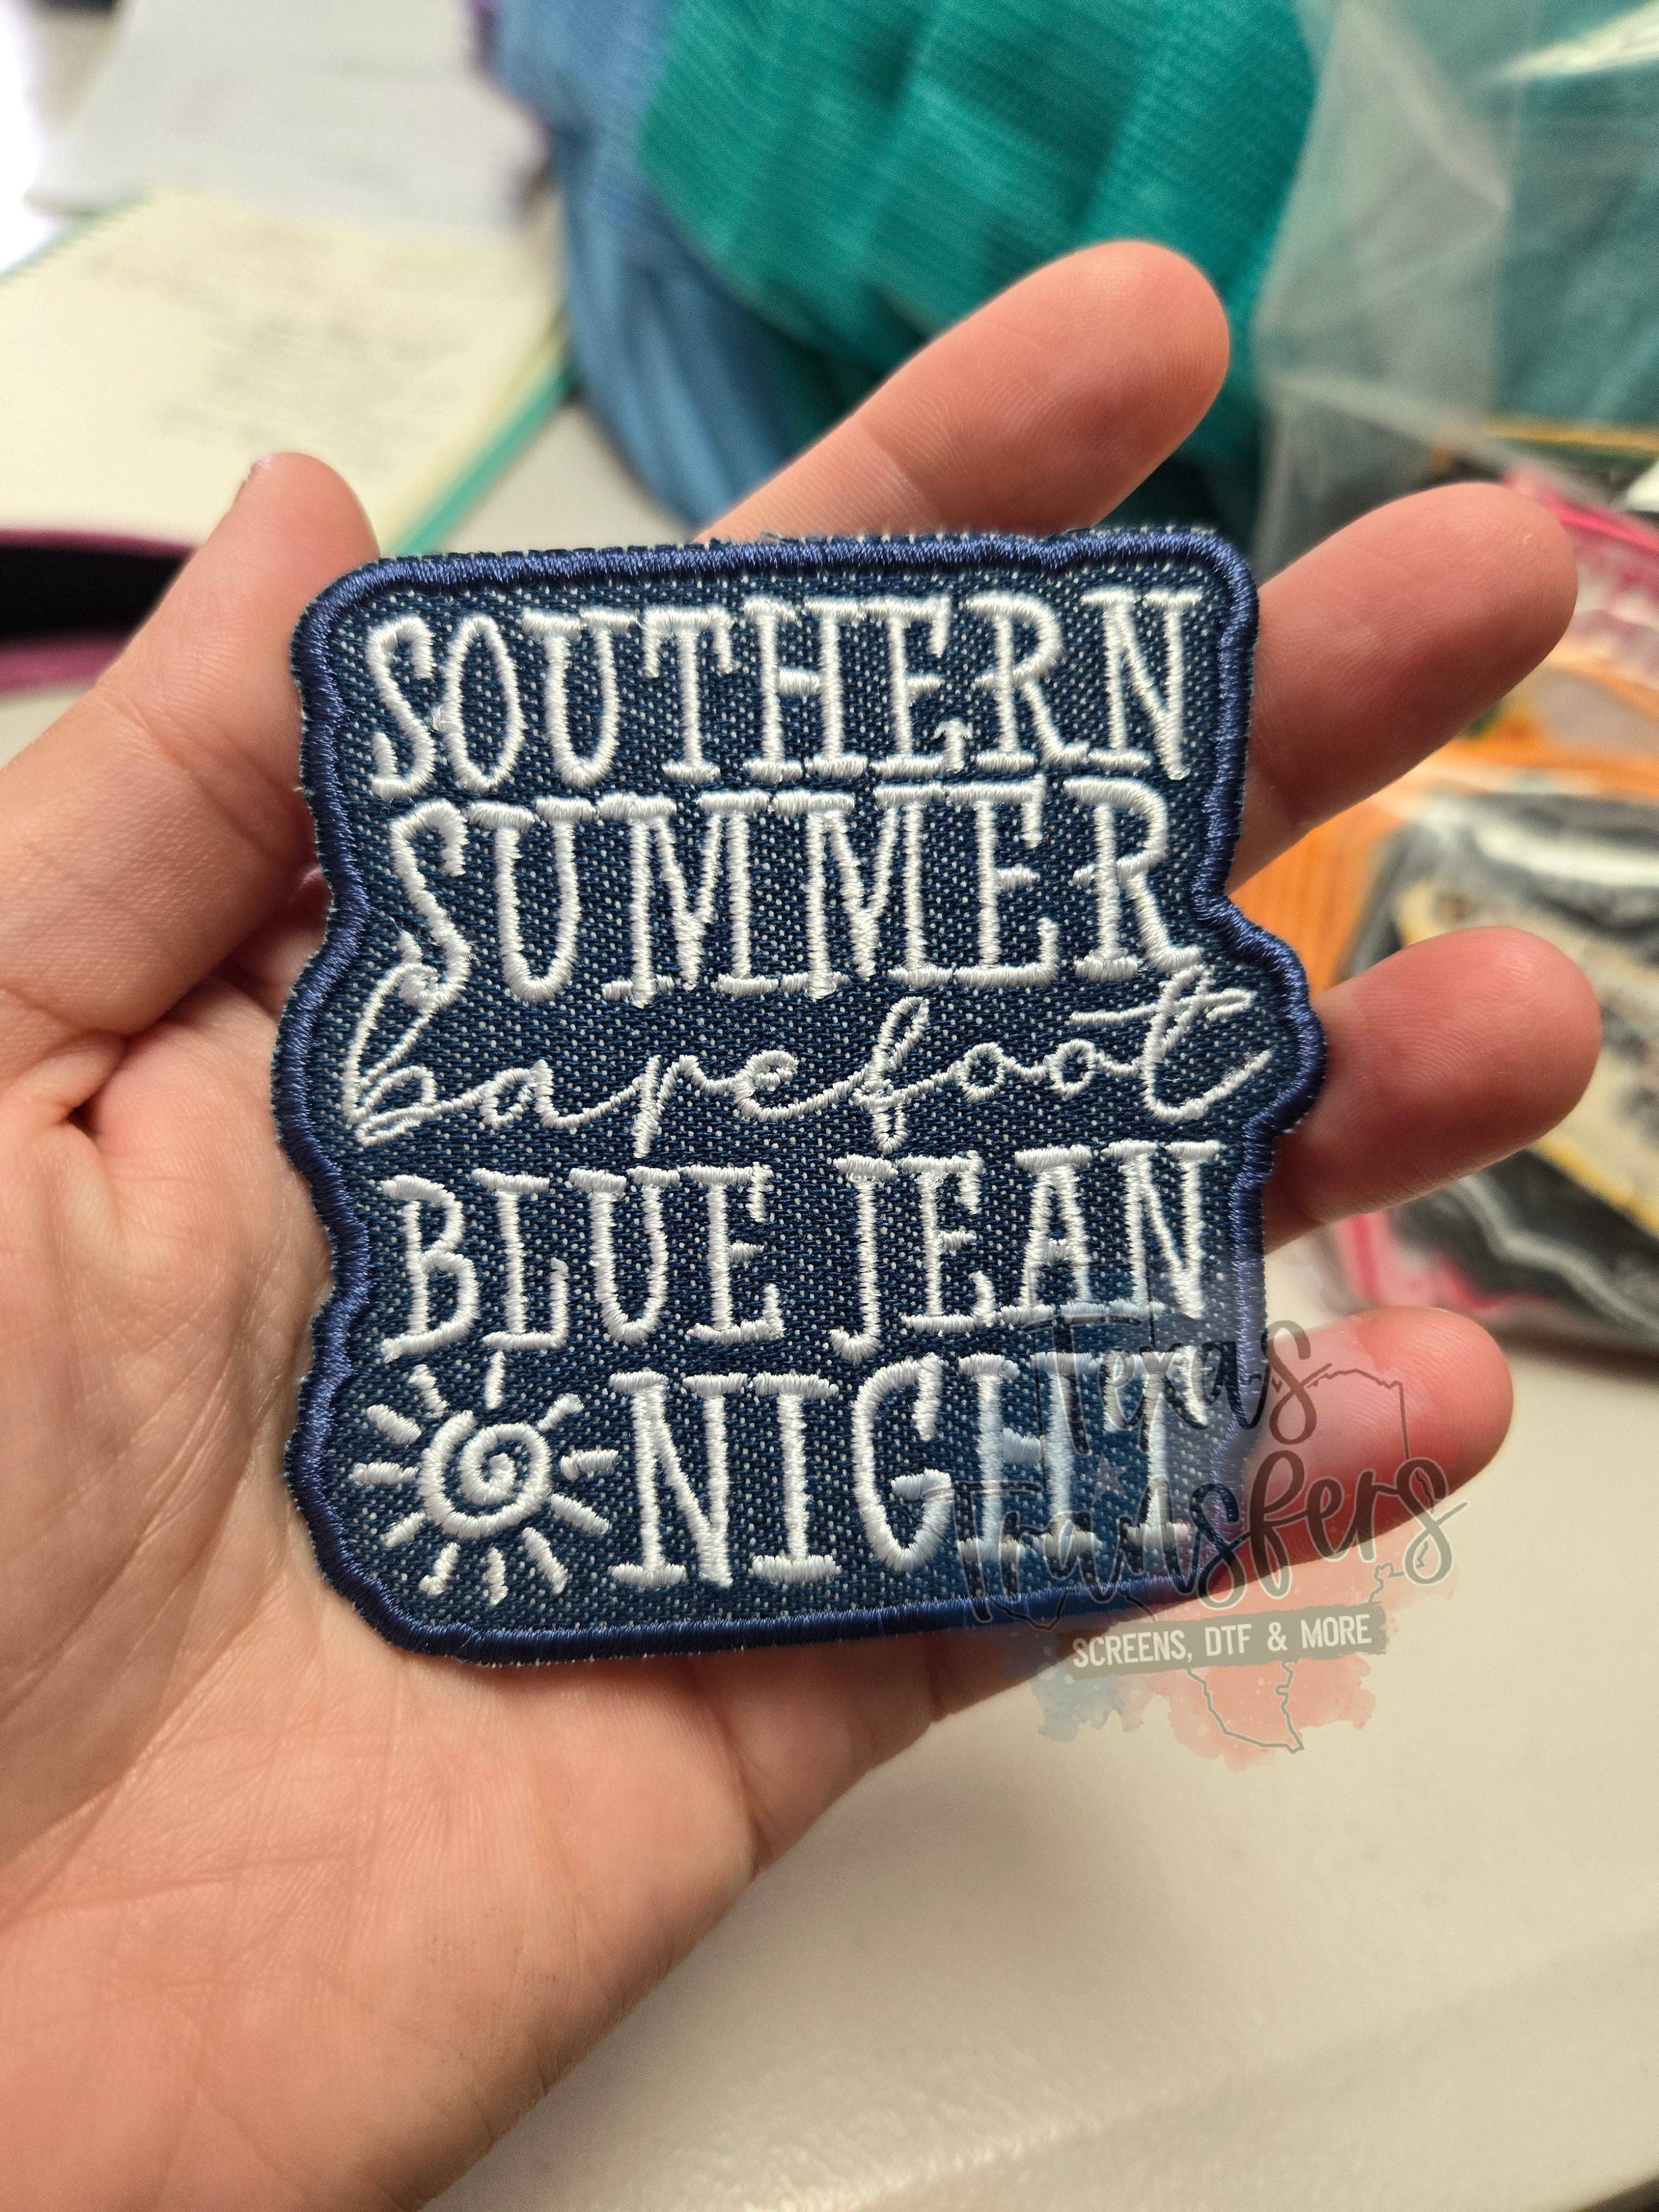 SOUTHERN
SUMMER
barefoot
BLUE JEAN
NIGHT
Texas
Transfers
SCREENS, DTF & MORE